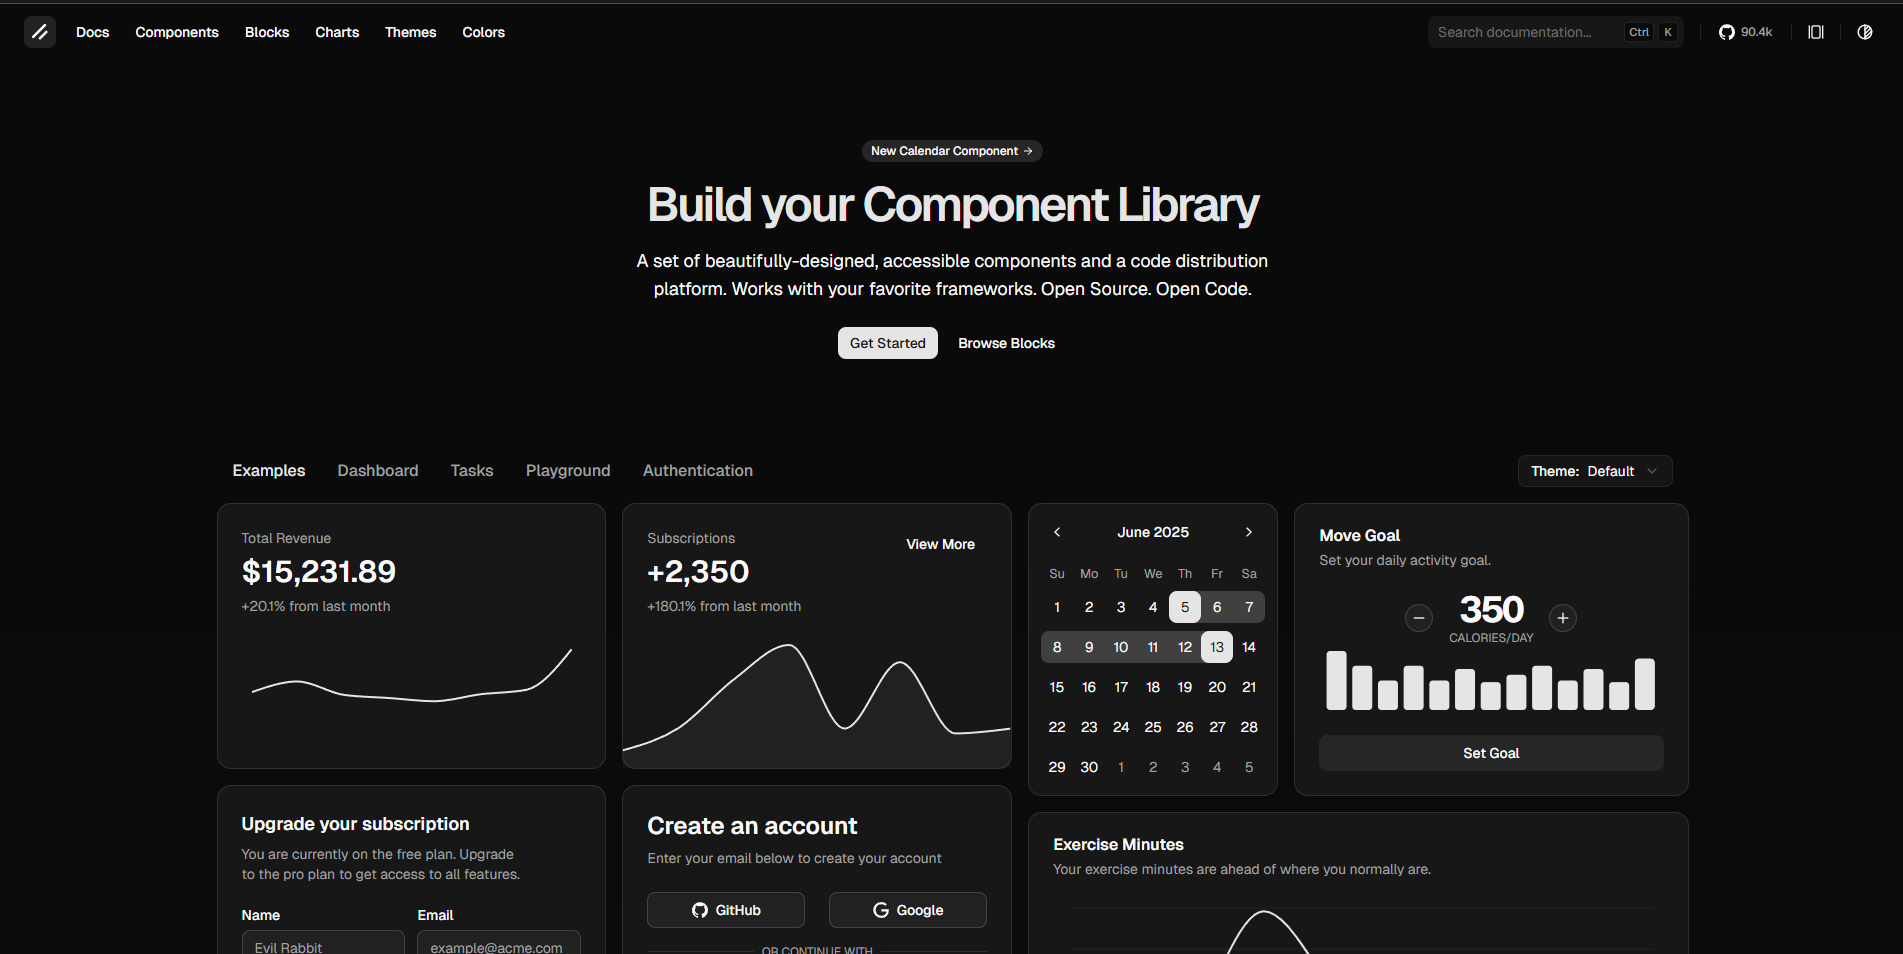 Docs Components Blocks Charts Themes Colors Search documentation... Ctrl K 90.4k
New Calendar Component →
Build your Component Library
A set of beautifully-designed, accessible components and a code distribution
platform. Works with your favorite frameworks. Open Source. Open Code.
Get Started Browse Blocks
Examples Dashboard Tasks Playground Authentication Theme: Default
Total Revenue
$15,231.89
+20.1% from last month
Subscriptions
View More
+2,350
+180.1% from last month
June 2025
Su Mo Tu We Th Fr Sa
1 2 3 4 5 6 7
8 9 10 11 12 13 14
15 16 17 18 19 20 21
22 23 24 25 26 27 28
29 30 1 2 3 4 5
Move Goal
Set your daily activity goal.
350
CALORIES/DAY
Set Goal
Upgrade your subscription
You are currently on the free plan. Upgrade
to the pro plan to get access to all features.
Name Email
Evil Rabbit example@acme.com
Create an account
Enter your email below to create your account
GitHub Google
OR CONTINUE WITH
Exercise Minutes
Your exercise minutes are ahead of where you normally are.